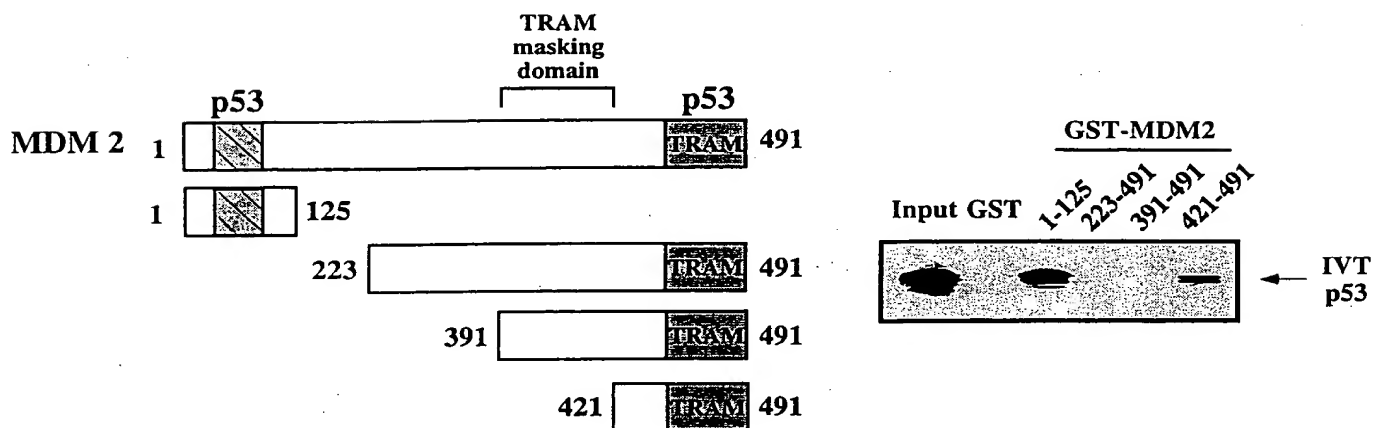 TRAM
masking
domain
p53 p53
MDM 2 1 TRAM 491
1 125
223 TRAM 491
391 TRAM 491
421 TRAM 491
GST-MDM2
Input GST 1-125 223-491 391-491 421-491
IVT
p53